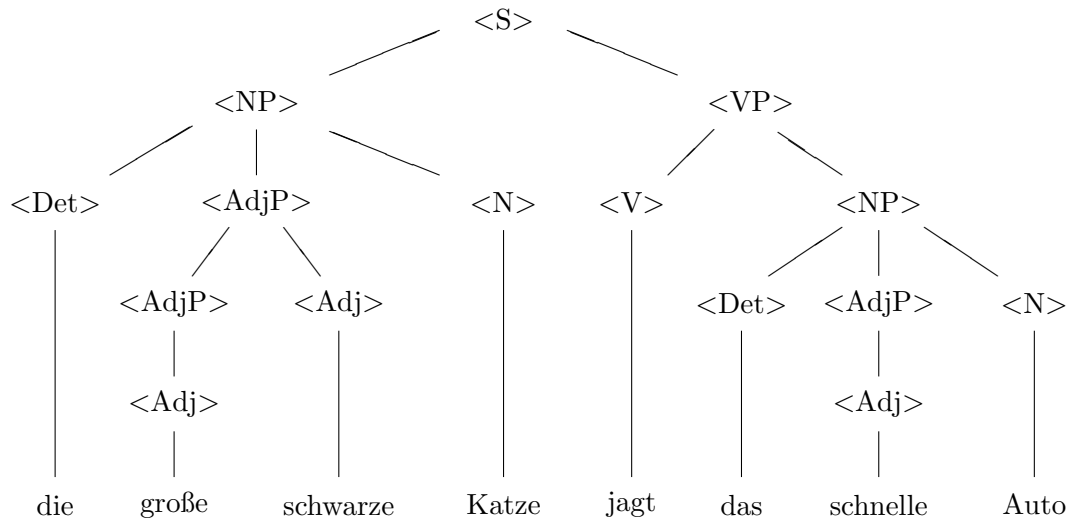 <S>
<NP> <VP>
<Det> <AdjP> <N> <V> <NP>
<AdjP> <Adj> <Det> <AdjP> <N>
<Adj> <Adj>
die große schwarze Katze jagt das schnelle Auto